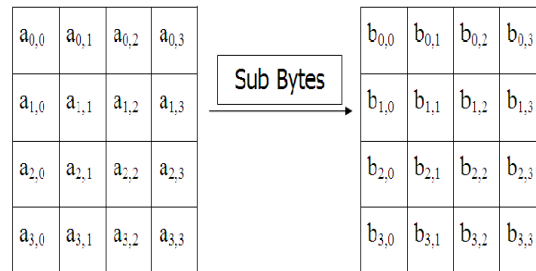 a0,0 a0,1 a0,2 a0,3
b0,0 b0,1 b0,2 b0,3
Sub Bytes
a1,0 a1,1 a1,2 a1,3
b1,0 b1,1 b1,2 b1,3
a2,0 a2,1 a2,2 a2,3
b2,0 b2,1 b2,2 b2,3
a3,0 a3,1 a3,2 a3,3
b3,0 b3,1 b3,2 b3,3